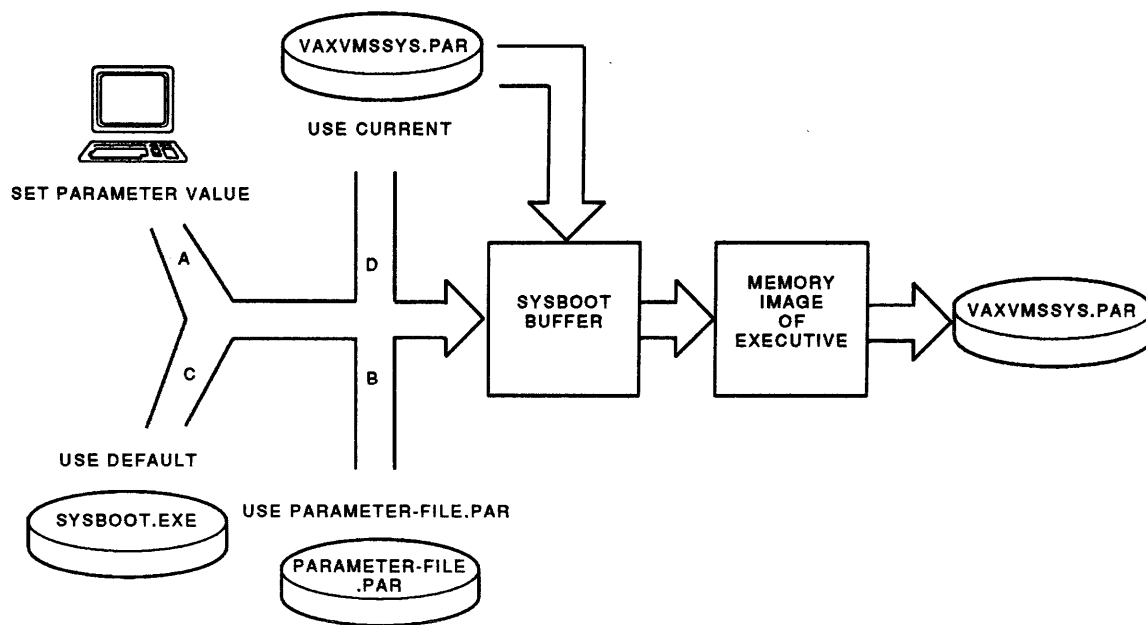 VAXVMSSYS.PAR
USE CURRENT
SET PARAMETER VALUE
A
D
SYSBOOT
BUFFER
MEMORY
IMAGE
OF
EXECUTIVE
VAXVMSSYS.PAR
C
B
USE DEFAULT
SYSBOOT.EXE
USE PARAMETER-FILE.PAR
PARAMETER-FILE
.PAR